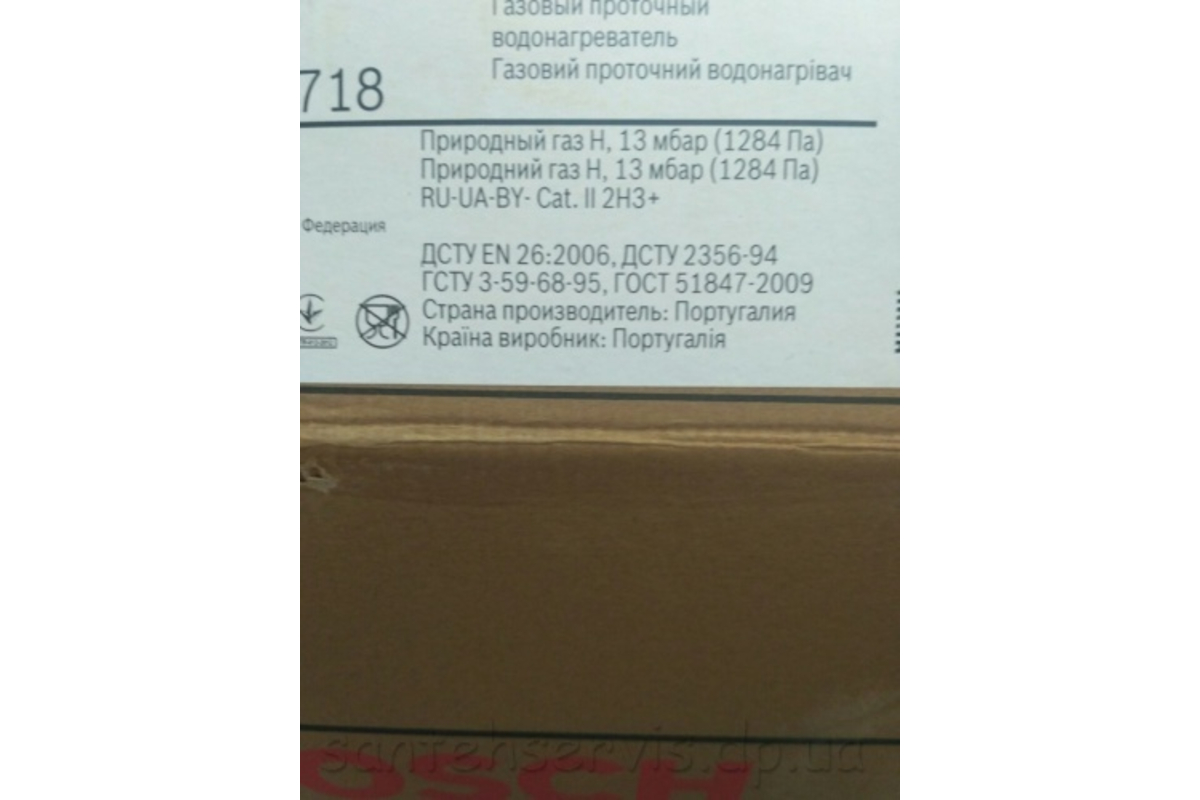 Газовый проточный
водонагреватель
Газовий проточний водонагрівач
718
Природный газ Н, 13 мбар (1284 Па)
Природний газ Н, 13 мбар (1284 Па)
RU-UA-BY- Cat. II 2H3+
Федерация
ДСТУ EN 26:2006, ДСТУ 2356-94
ГСТУ 3-59-68-95, ГОСТ 51847-2009
Страна производитель: Португалия
Країна виробник: Португалія
santehservis.dp.ua
OSCH